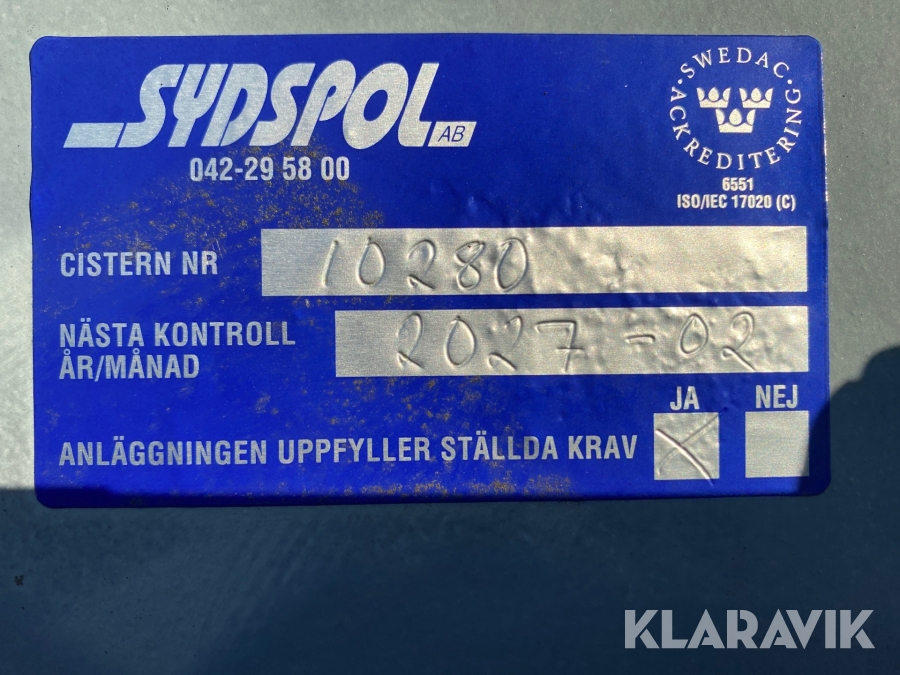 SYDSPOL AB
042-29 58 00
SWEDAC
ACKREDITERING
6551
ISO/IEC 17020 (C)
CISTERN NR 10280
NÄSTA KONTROLL
ÅR/MÅNAD 2027-02
JA NEJ
ANLÄGGNINGEN UPPFYLLER STÄLLDA KRAV X
KLARAVIK